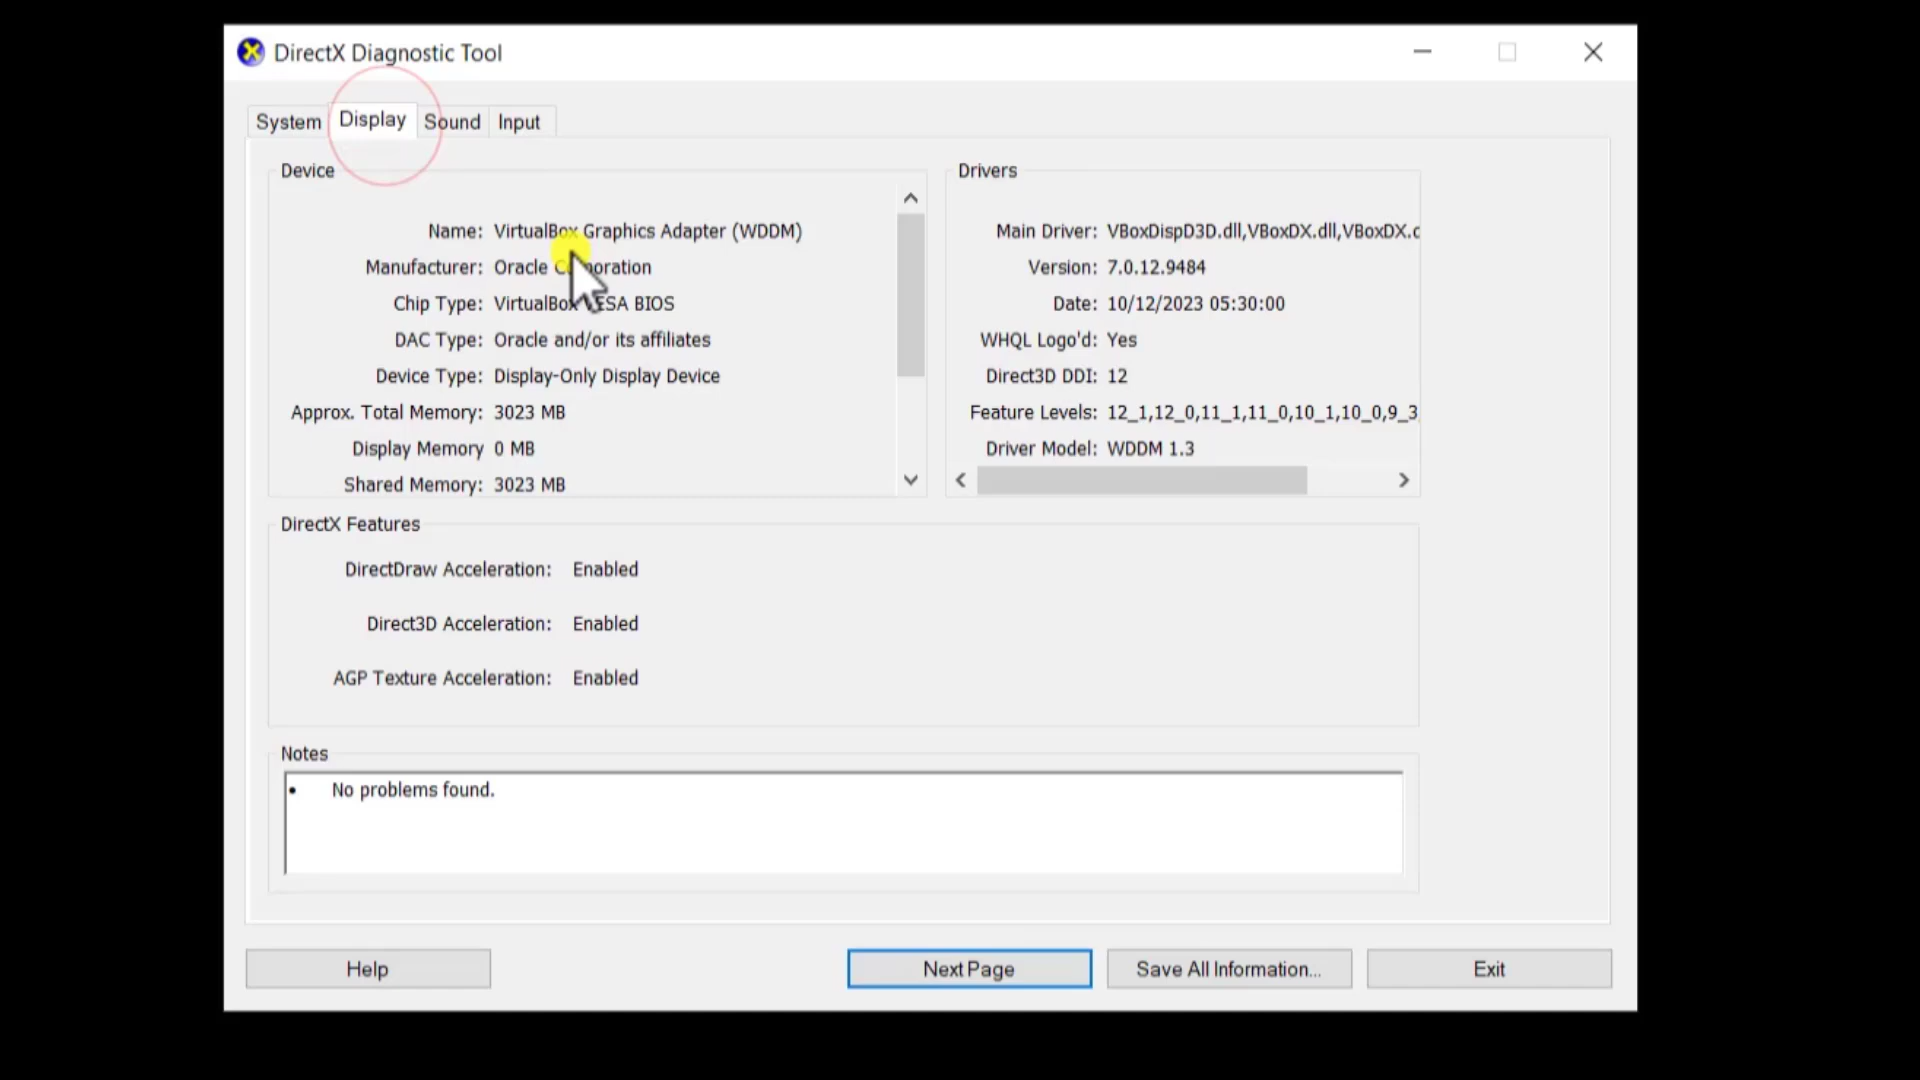 DirectX Diagnostic Tool
System Display Sound Input
Device
Name: VirtualBox Graphics Adapter (WDDM)
Manufacturer: Oracle Corporation
Chip Type: VirtualBox VESA BIOS
DAC Type: Oracle and/or its affiliates
Device Type: Display-Only Display Device
Approx. Total Memory: 3023 MB
Display Memory 0 MB
Shared Memory: 3023 MB
Drivers
Main Driver: VBoxDispD3D.dll,VBoxDX.dll,VBoxDX.d
Version: 7.0.12.9484
Date: 10/12/2023 05:30:00
WHQL Logo'd: Yes
Direct3D DDI: 12
Feature Levels: 12_1,12_0,11_1,11_0,10_1,10_0,9_3,
Driver Model: WDDM 1.3
DirectX Features
DirectDraw Acceleration: Enabled
Direct3D Acceleration: Enabled
AGP Texture Acceleration: Enabled
Notes
• No problems found.
Help Next Page Save All Information... Exit